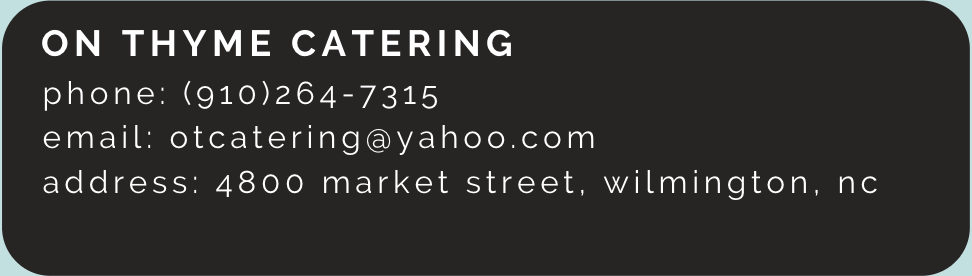 ON THYME CATERING
phone: (910)264-7315
email: otcatering@yahoo.com
address: 4800 market street, wilmington, nc